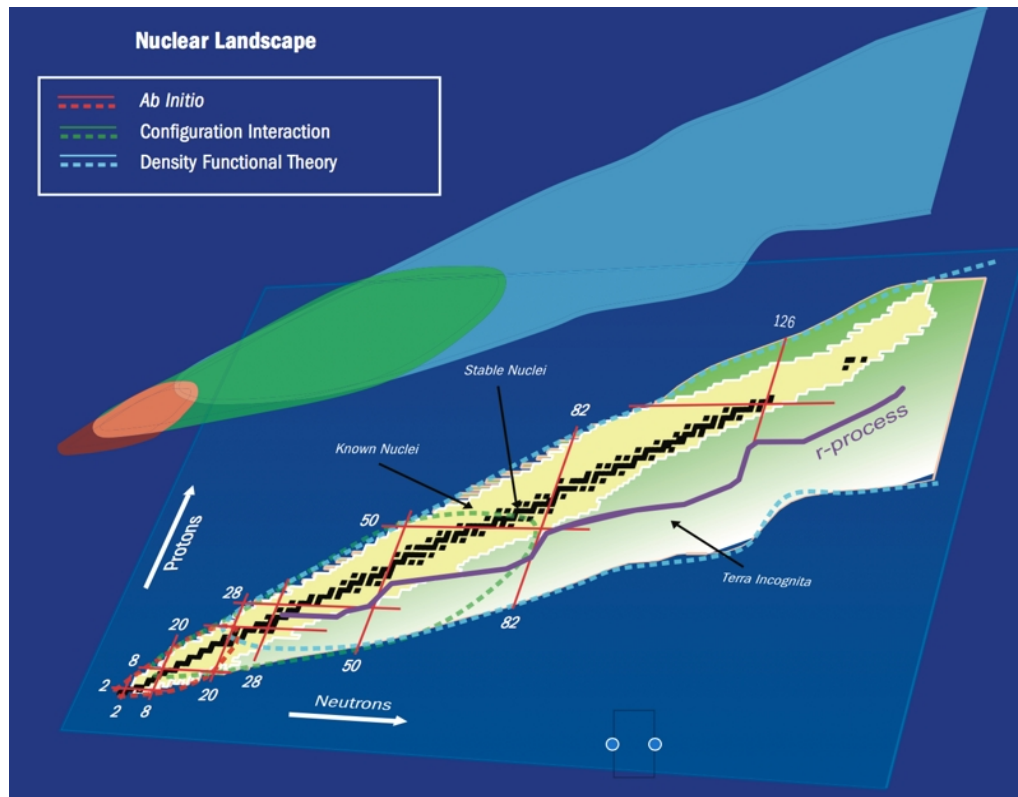 Nuclear Landscape
Ab Initio
Configuration Interaction
Density Functional Theory
126
Stable Nuclei
82
Known Nuclei
r-process
50
Protons
Terra Incognita
28
20
82
8
50
28
2
20
Neutrons
2
8